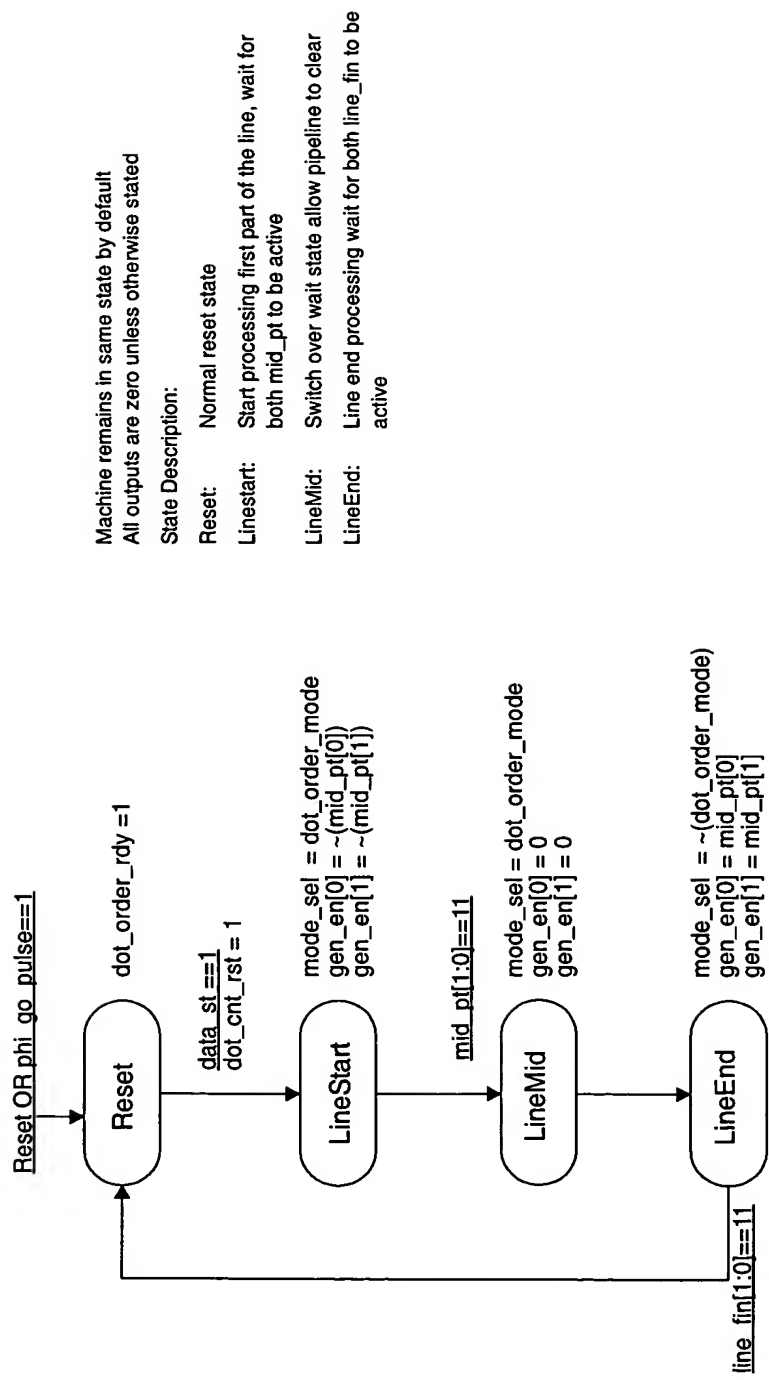 Reset OR phi_go_pulse==1
Reset
dot_order_rdy =1
data_st ==1
dot_cnt_rst = 1
LineStart
mode_sel = dot_order_mode
gen_en[0] = ~(mid_pt[0])
gen_en[1] = ~(mid_pt[1])
mid_pt[1:0]==11
LineMid
mode_sel = dot_order_mode
gen_en[0] = 0
gen_en[1] = 0
LineEnd
mode_sel = ~(dot_order_mode)
gen_en[0] = mid_pt[0]
gen_en[1] = mid_pt[1]
line_fin[1:0]==11
Machine remains in same state by default
All outputs are zero unless otherwise stated
State Description:
Reset: Normal reset state
Linestart: Start processing first part of the line, wait for
both mid_pt to be active
LineMid: Switch over wait state allow pipeline to clear
LineEnd: Line end processing wait for both line_fin to be
active